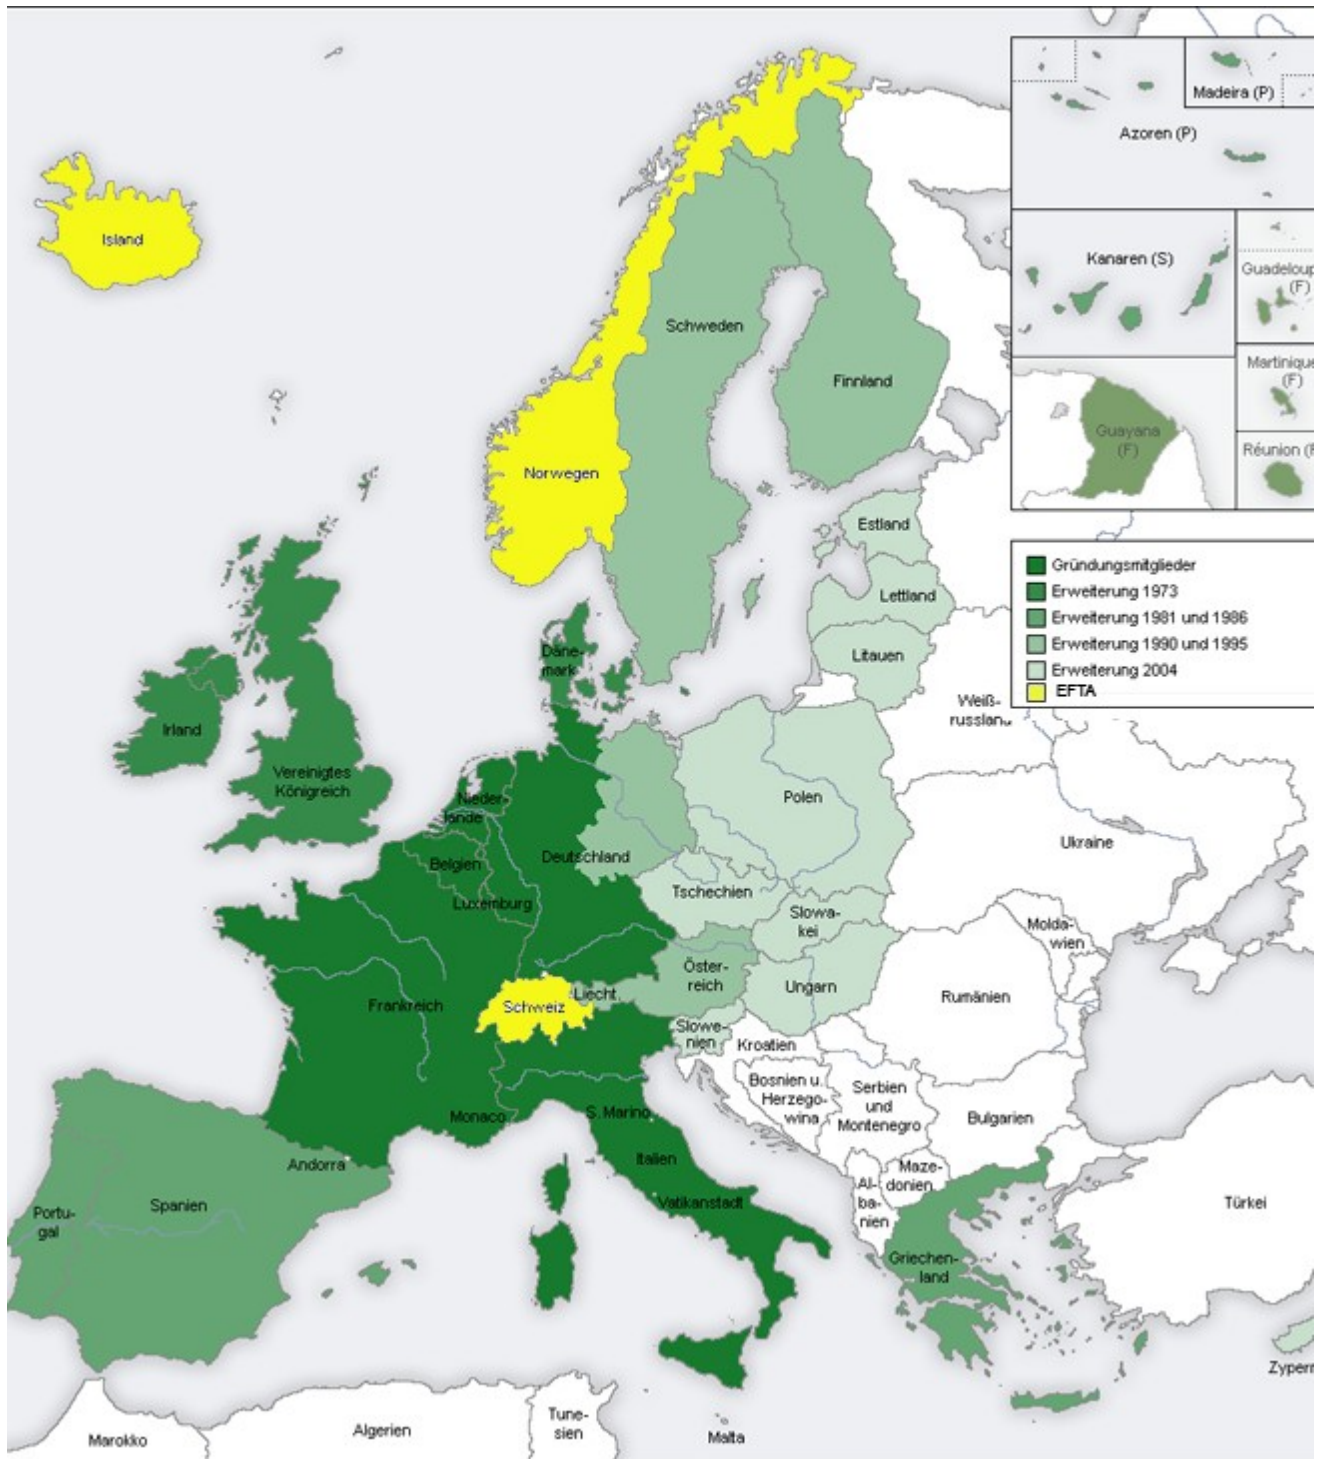 Madeira (P)
Azoren (P)
Island
Kanaren (S)
Guadeloup
(F)
Schweden
Martinique
(F)
Finnland
Guayana
(F)
Réunion (F
Norwegen
Estland
Gründungsmitglieder
Erweiterung 1973
Erweiterung 1981 und 1986
Erweiterung 1990 und 1995
Erweiterung 2004
EFTA
Lettland
Litauen
Däne-
mark
Weiß-
russland
Irland
Vereinigtes
Königreich
Nieder-
lande
Polen
Ukraine
Belgien
Deutschland
Luxemburg
Tschechien
Slowa-
kei
Molda-
wien
Öster-
reich
Liecht.
Ungarn
Rumänien
Frankreich
Schweiz
Slowe-
nien
Kroatien
Bosnien u.
Herzego-
wina
Serbien
und
Montenegro
Bulgarien
Monaco
S. Marino
Italien
Andorra
Maze-
donien
Al-
ba-
nien
Portu-
gal
Spanien
Vatikanstadt
Türkei
Griechen-
land
Zypern
Marokko
Algerien
Tune-
sien
Malta